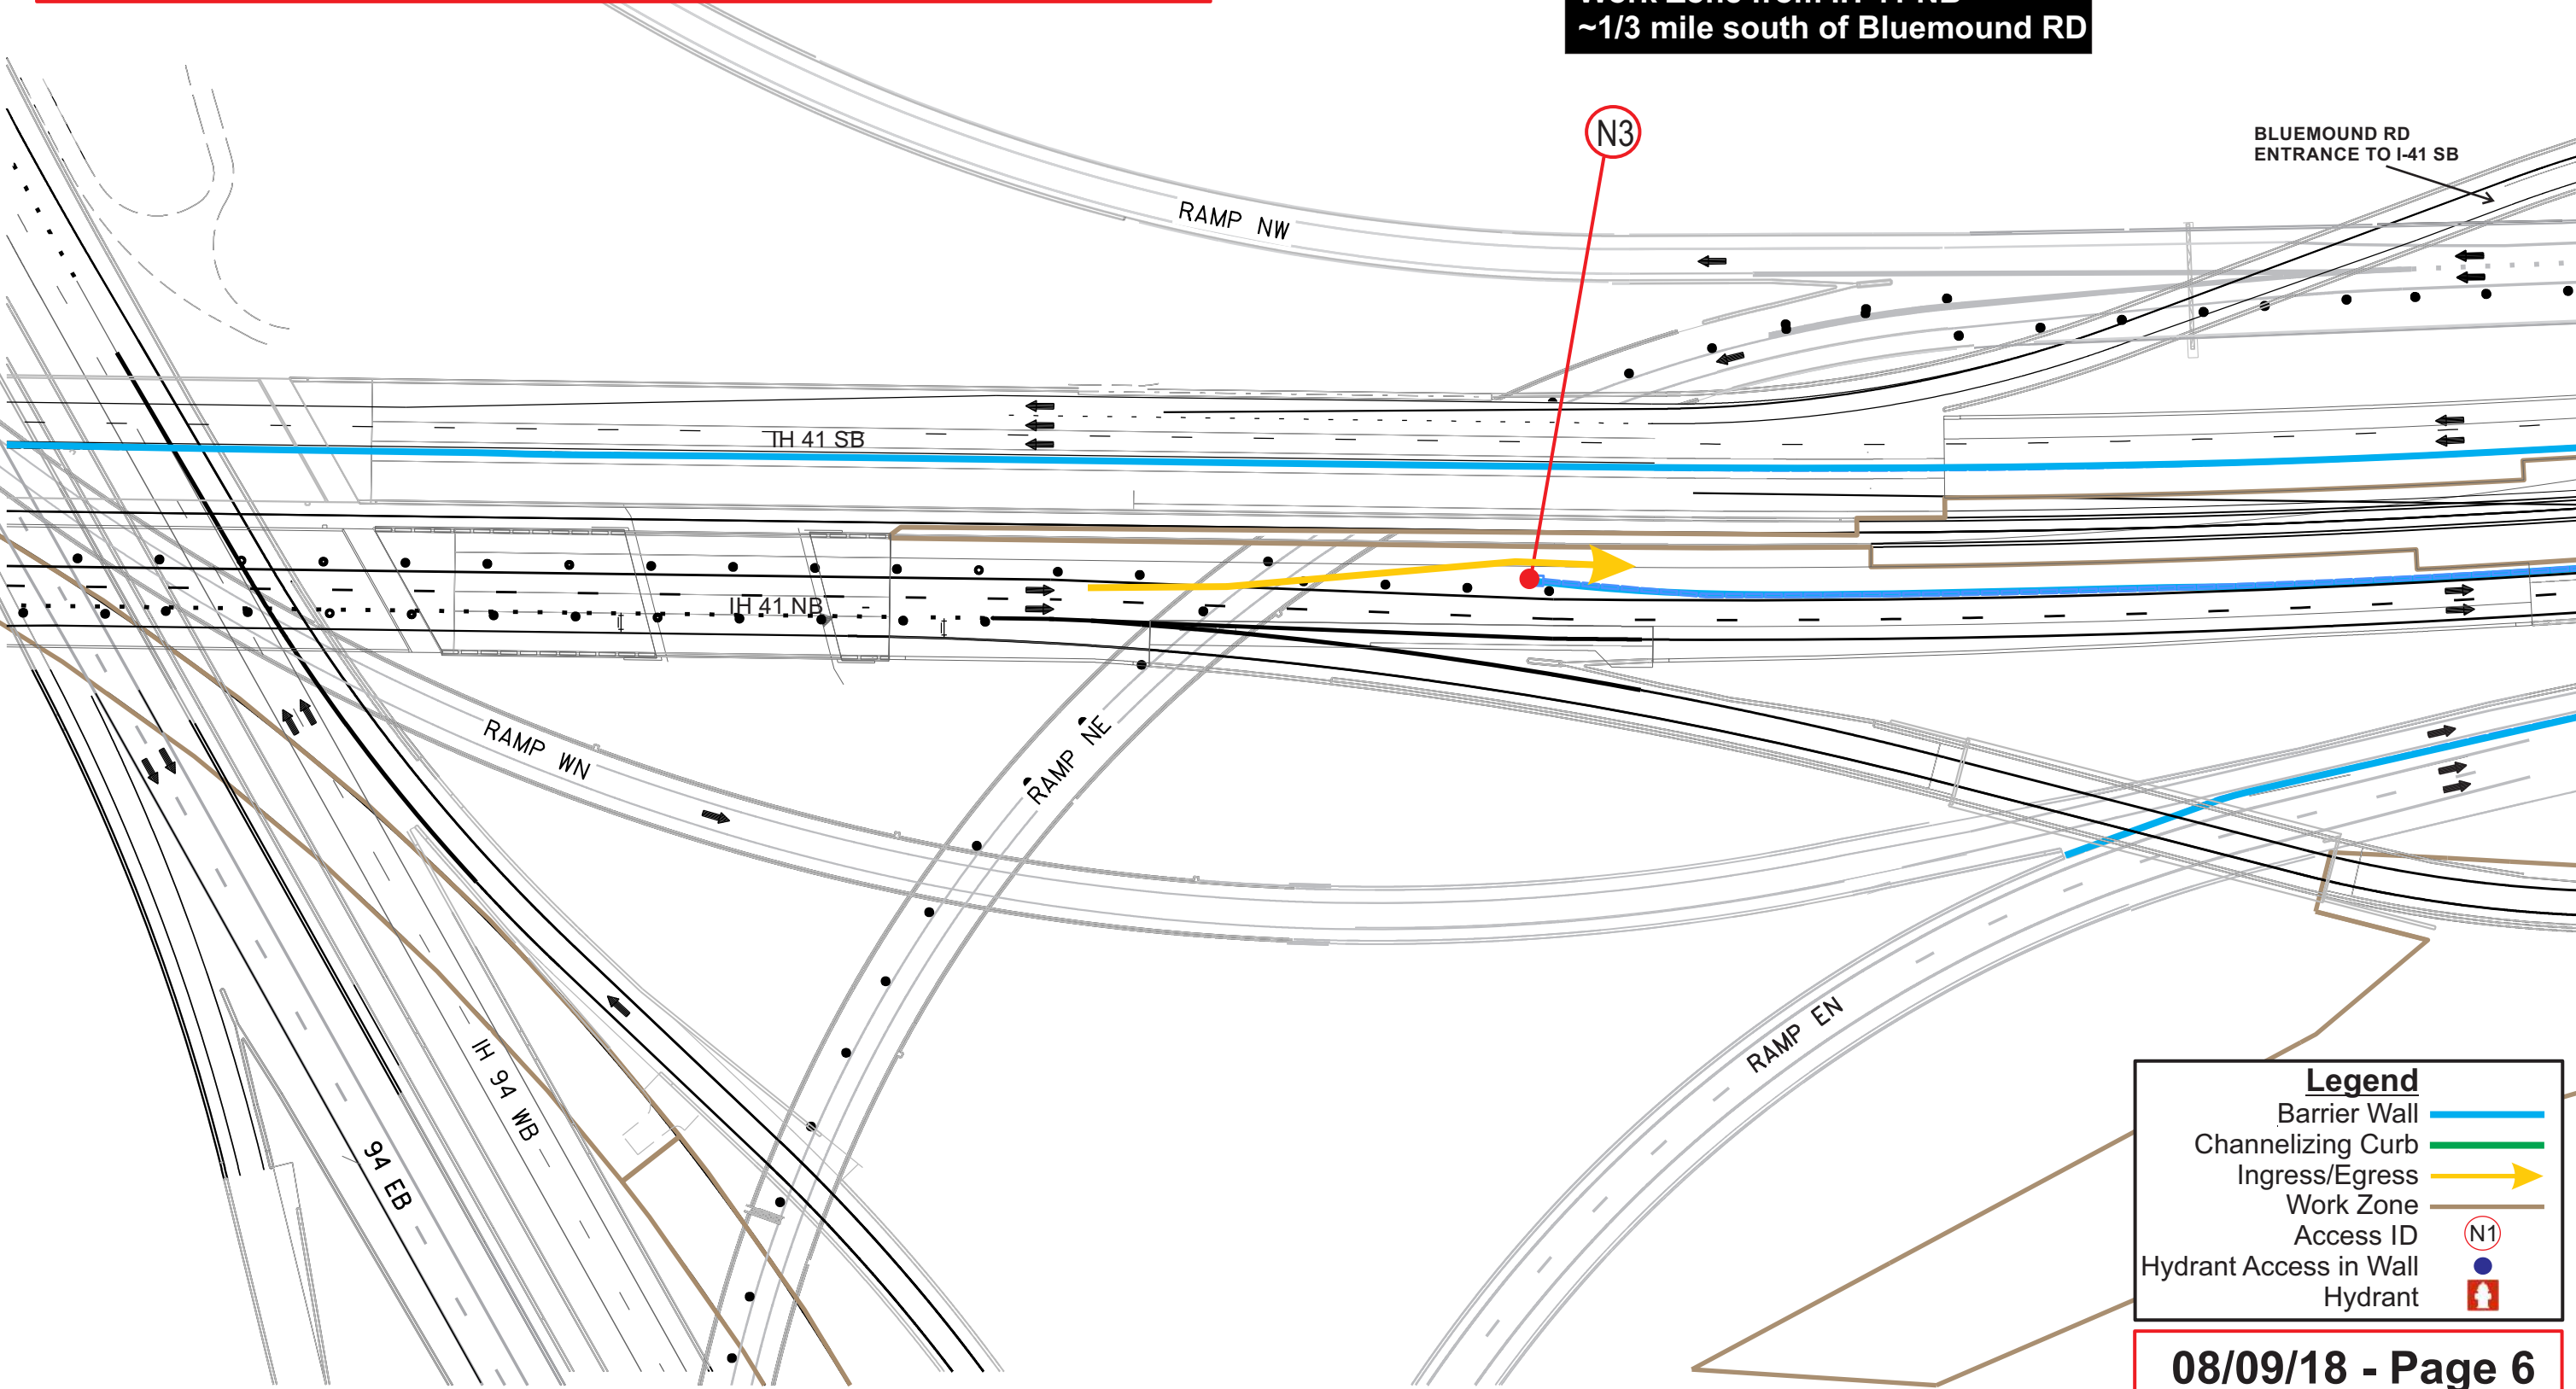 ~1/3 mile south of Bluemound RD
N3
BLUEMOUND RD
ENTRANCE TO I-41 SB
RAMP NW
IH 41 SB
IH 41 NB
RAMP WN
RAMP NE
RAMP EN
IH 94 WB
94 EB
Legend
Barrier Wall
Channelizing Curb
Ingress/Egress
Work Zone
Access ID
N1
Hydrant Access in Wall
Hydrant
08/09/18 - Page 6